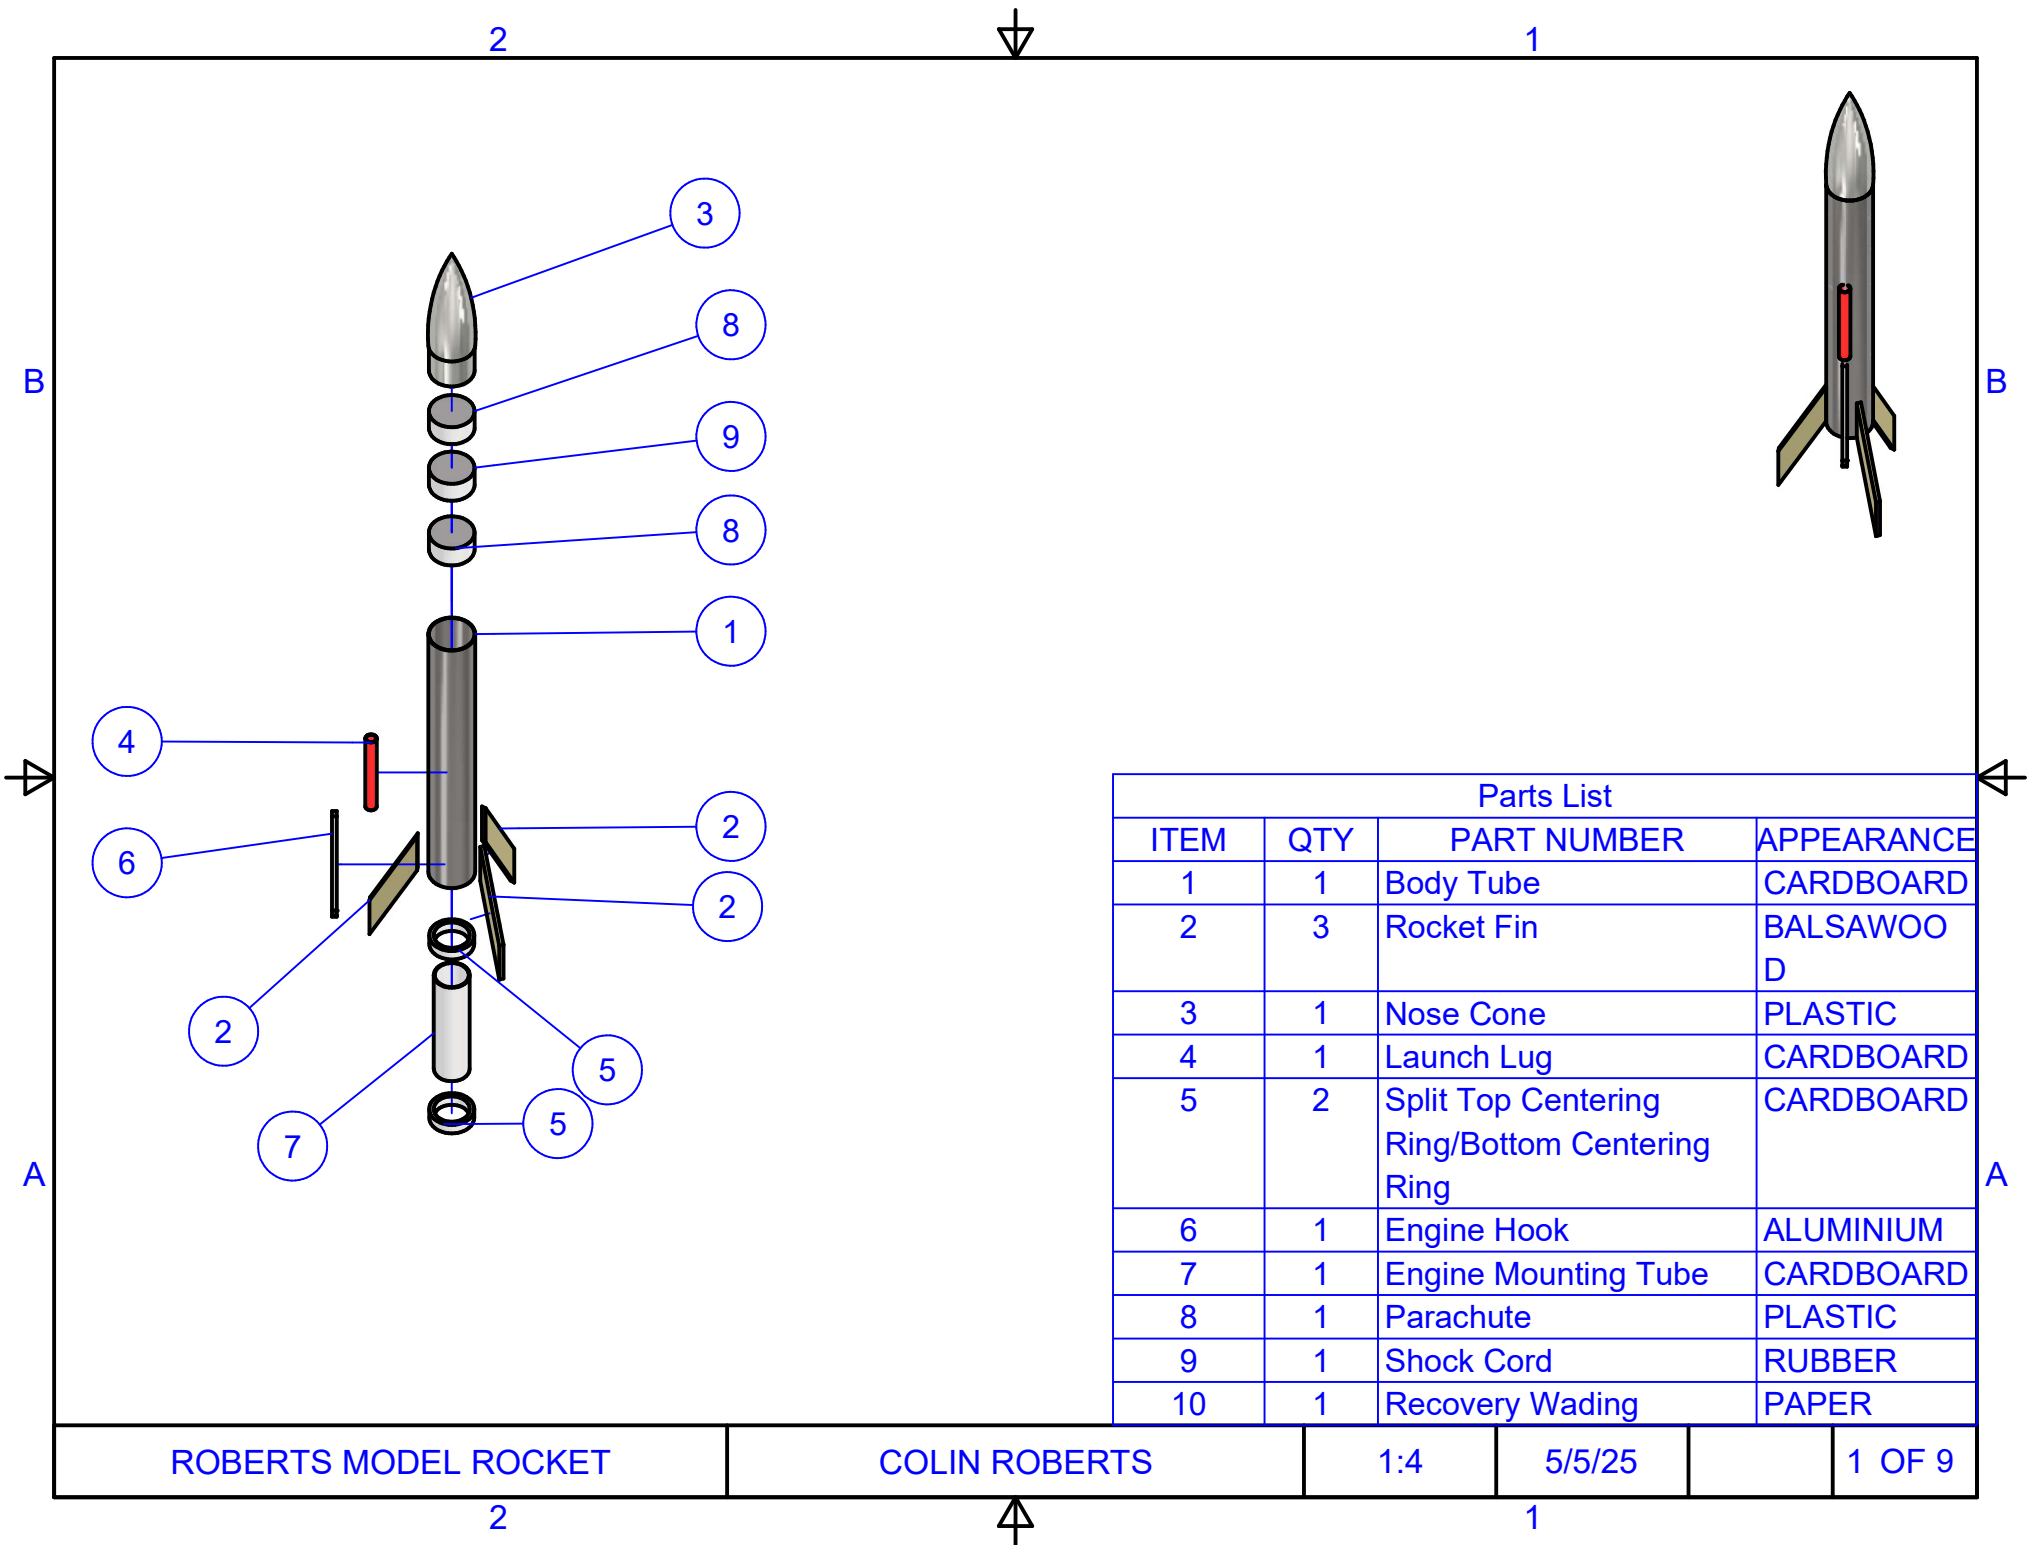 2 1
3
8
B B
9
8
1
4
2
6
2
2
5
5
7
A A
Parts List
ITEM QTY PART NUMBER APPEARANCE
1 1 Body Tube CARDBOARD
2 3 Rocket Fin BALSAWOO
D
3 1 Nose Cone PLASTIC
4 1 Launch Lug CARDBOARD
5 2 Split Top Centering CARDBOARD
Ring/Bottom Centering
Ring
6 1 Engine Hook ALUMINIUM
7 1 Engine Mounting Tube CARDBOARD
8 1 Parachute PLASTIC
9 1 Shock Cord RUBBER
10 1 Recovery Wading PAPER
ROBERTS MODEL ROCKET COLIN ROBERTS 1:4 5/5/25 1 OF 9
2 1